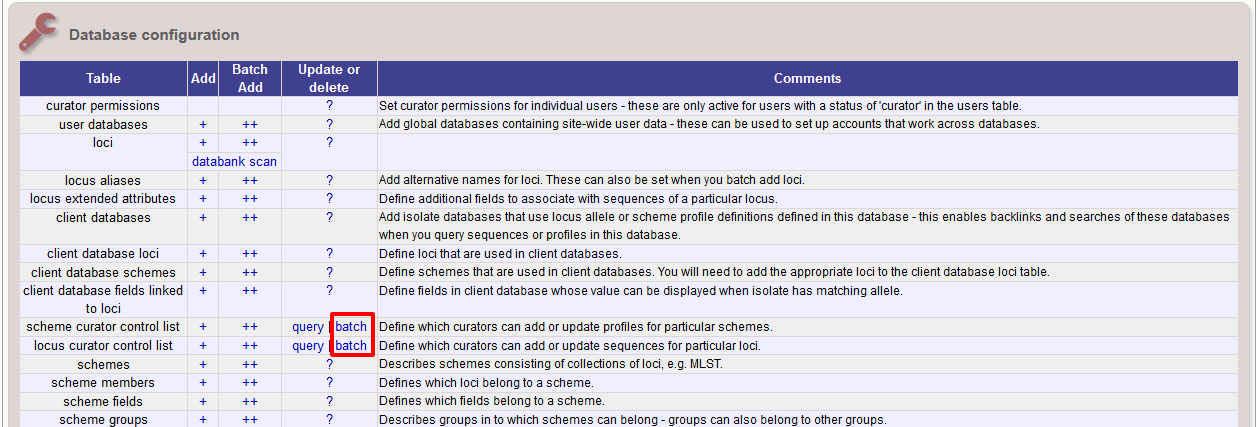 Database configuration
Table Add Batch Add Update or delete Comments
curator permissions ? Set curator permissions for individual users - these are only active for users with a status of 'curator' in the users table.
user databases + ++ ? Add global databases containing site-wide user data - these can be used to set up accounts that work across databases.
loci + ++ ?
databank scan
locus aliases + ++ ? Add alternative names for loci. These can also be set when you batch add loci.
locus extended attributes + ++ ? Define additional fields to associate with sequences of a particular locus.
client databases + ++ ? Add isolate databases that use locus allele or scheme profile definitions defined in this database - this enables backlinks and searches of these databases
when you query sequences or profiles in this database.
client database loci + ++ ? Define loci that are used in client databases.
client database schemes + ++ ? Define schemes that are used in client databases. You will need to add the appropriate loci to the client database loci table.
client database fields linked + ++ ? Define fields in client database whose value can be displayed when isolate has matching allele.
to loci
scheme curator control list + ++ query | batch Define which curators can add or update profiles for particular schemes.
locus curator control list + ++ query | batch Define which curators can add or update sequences for particular loci.
schemes + ++ ? Describes schemes consisting of collections of loci, e.g. MLST.
scheme members + ++ ? Defines which loci belong to a scheme.
scheme fields + ++ ? Defines which fields belong to a scheme.
scheme groups + ++ ? Describes groups in to which schemes can belong - groups can also belong to other groups.